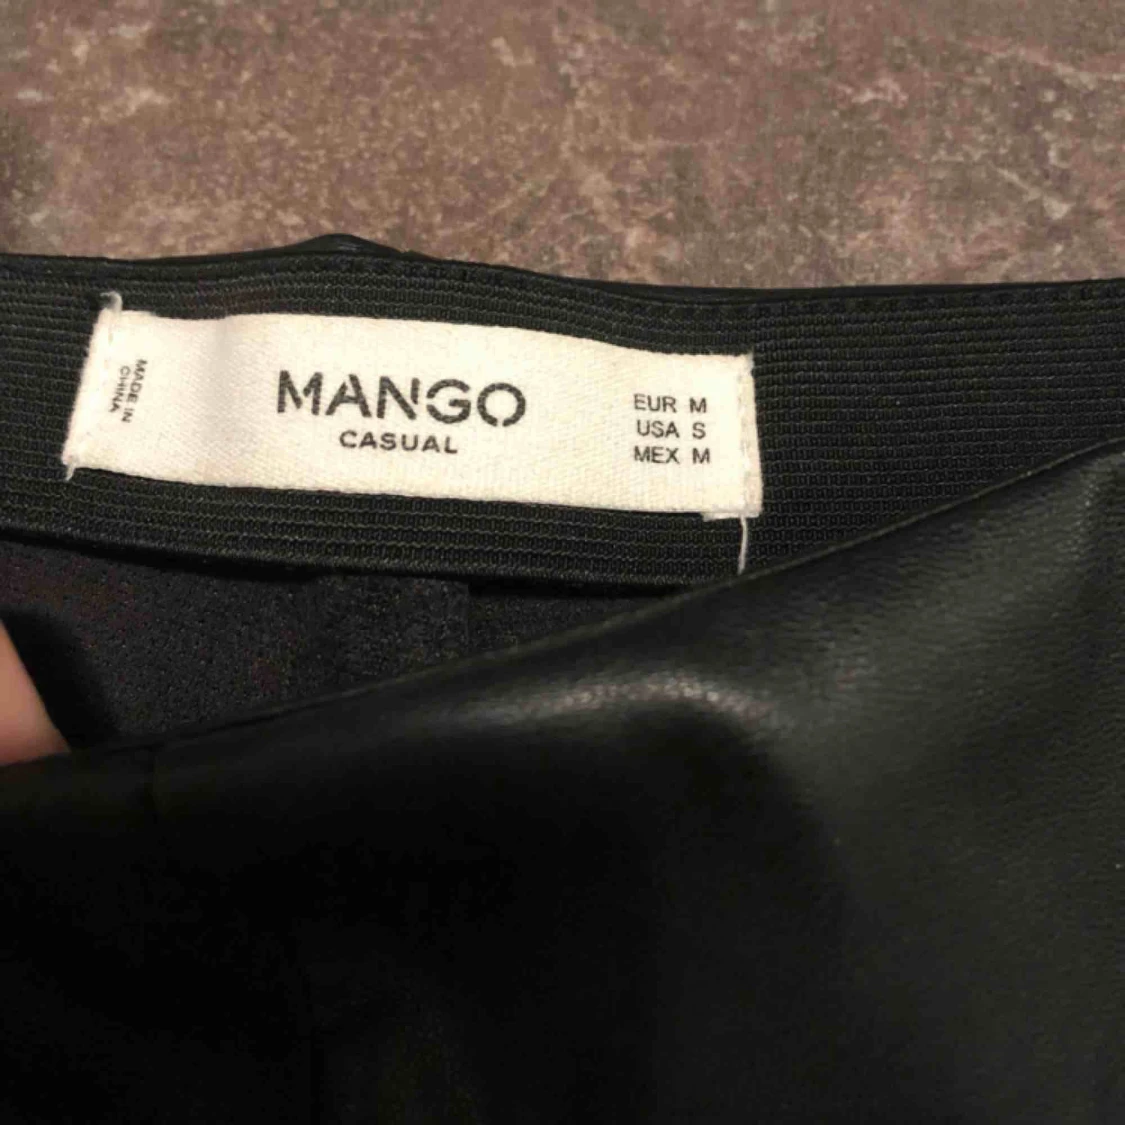 MADE IN
CHINA
MANGO
CASUAL
EUR M
USA S
MEX M